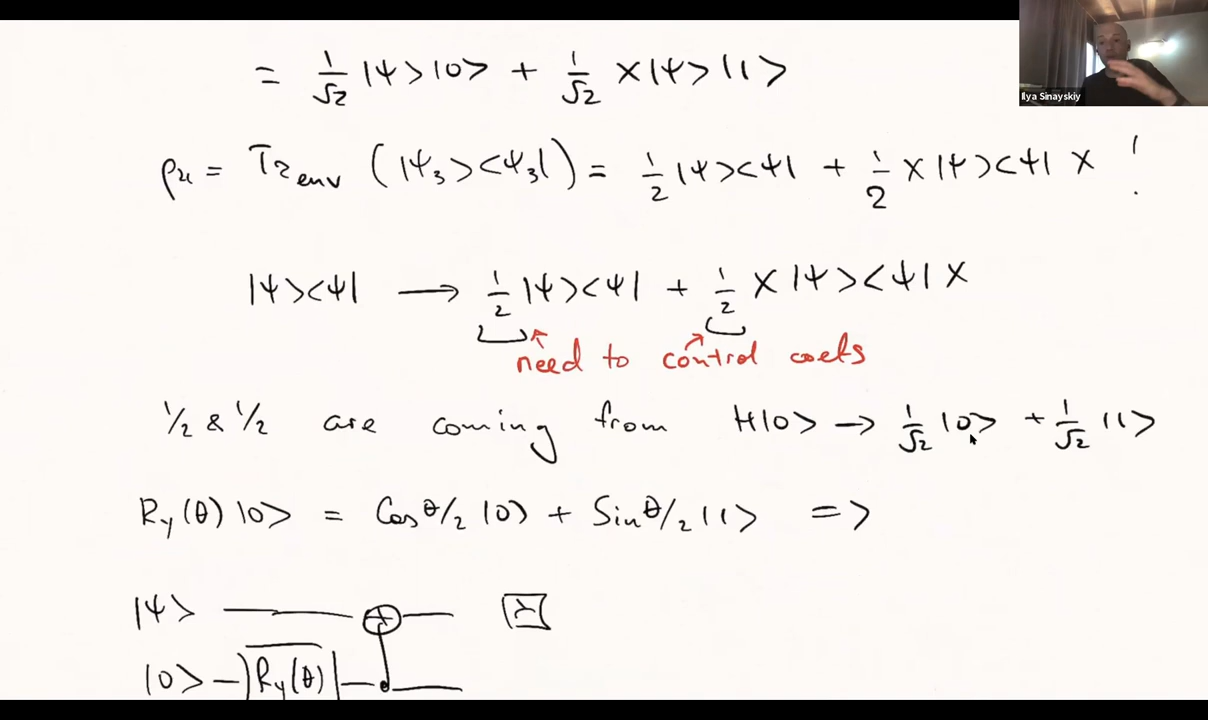 = 1/√2 |ψ>|0> + 1/√2 X|ψ>|1>
Ilya Sinayskiy
ρ_u = Tr_env (|ψ_3><ψ_3|) = 1/2 |ψ><ψ| + 1/2 X|ψ><ψ|X !
|ψ><ψ| → 1/2 |ψ><ψ| + 1/2 X|ψ><ψ|X
need to control coefs
1/2 & 1/2 are coming from H|0> → 1/√2 |0> + 1/√2 |1>
R_y(θ)|0> = Cos θ/2 |0> + Sin θ/2 |1> =>
|ψ>
|0> R_y(θ)